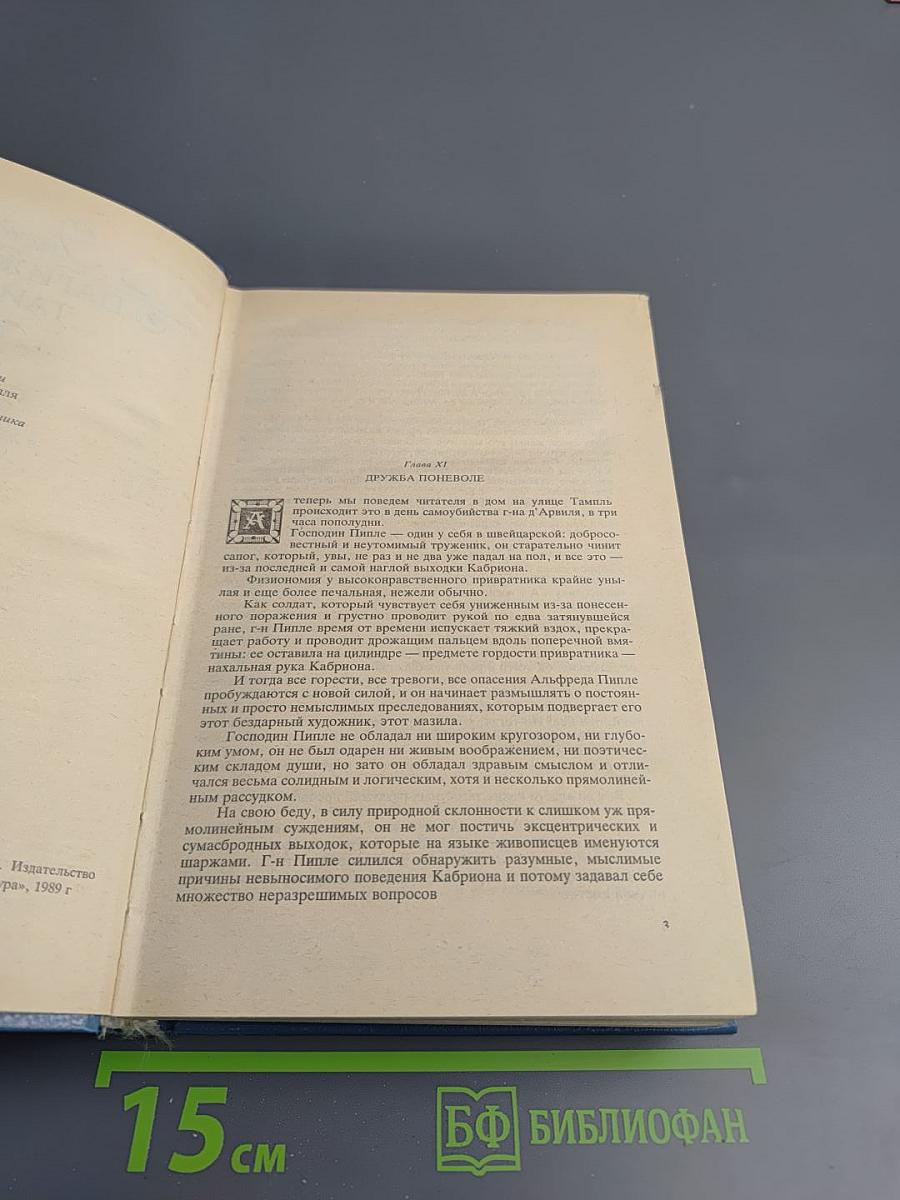 и
аля
ника
. Издательство
ура», 1989 г
Глава XI
ДРУЖБА ПОНЕВОЛЕ
А теперь мы поведем читателя в дом на улице Тампль
происходит это в день самоубийства г-на д'Арвиля, в три
часа пополудни.
Господин Пипле — один у себя в швейцарской: добросо-
вестный и неутомимый труженик, он старательно чинит
сапог, который, увы, не раз и не два уже падал на пол, и все это —
из-за последней и самой наглой выходки Кабриона.
Физиономия у высоконравственного привратника крайне уны-
лая и еще более печальная, нежели обычно.
Как солдат, который чувствует себя униженным из-за понесен-
ного поражения и грустно проводит рукой по едва затянувшейся
ране, г-н Пипле время от времени испускает тяжкий вздох, прекра-
щает работу и проводит дрожащим пальцем вдоль поперечной вмя-
тины: ее оставила на цилиндре — предмете гордости привратника —
нахальная рука Кабриона.
И тогда все горести, все тревоги, все опасения Альфреда Пипле
пробуждаются с новой силой, и он начинает размышлять о постоян-
ных и просто немыслимых преследованиях, которым подвергает его
этот бездарный художник, этот мазила.
Господин Пипле не обладал ни широким кругозором, ни глубо-
ким умом, он не был одарен ни живым воображением, ни поэтичес-
ким складом души, но зато он обладал здравым смыслом и отли-
чался весьма солидным и логическим, хотя и несколько прямолиней-
ным рассудком.
На свою беду, в силу природной склонности к слишком уж пря-
молинейным суждениям, он не мог постичь эксцентрических и
сумасбродных выходок, которые на языке живописцев именуются
шаржами. Г-н Пипле силился обнаружить разумные, мыслимые
причины невыносимого поведения Кабриона и потому задавал себе
множество неразрешимых вопросов
3
15 см
БФ БИБЛИОФАН